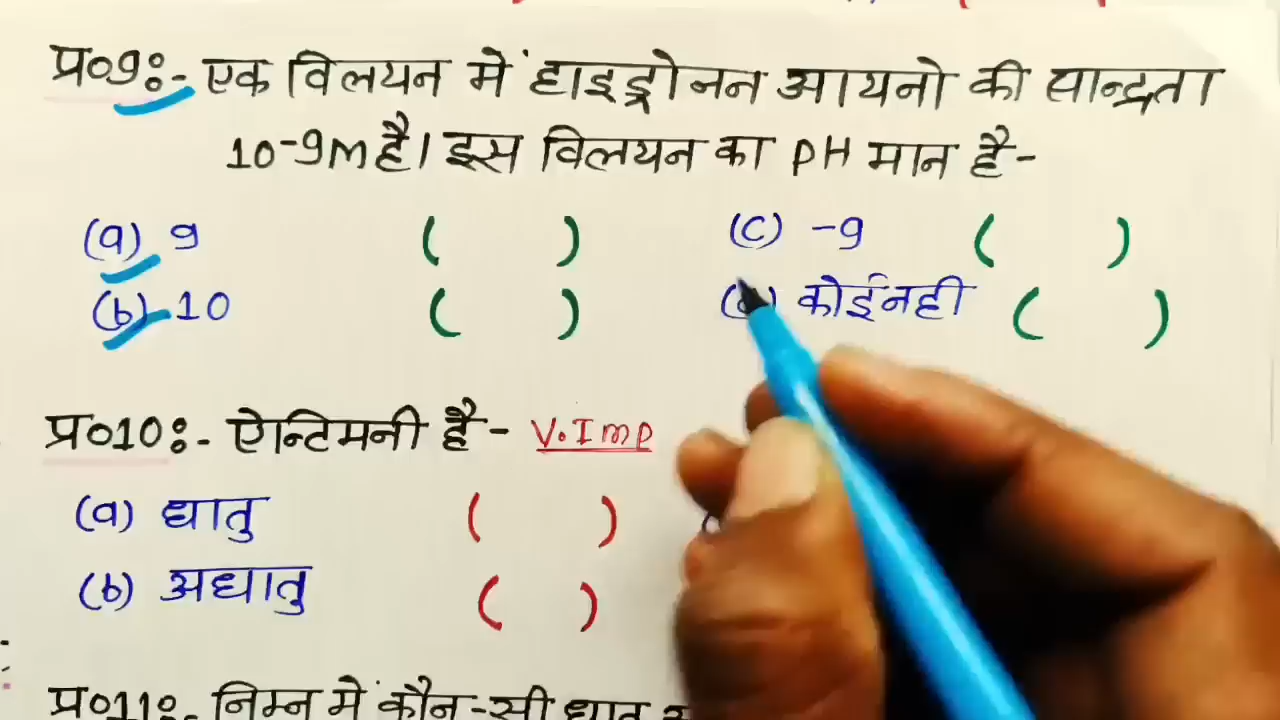 प्र०9ः- एक विलयन में हाइड्रोजन आयनो की सान्द्रता
10-9M है। इस विलयन का PH मान है-
(a) 9 ( ) (C) -9 ( )
(b) 10 ( ) ( ) कोई नही ( )
प्र०10ः- ऐन्टिमनी है- V.Imp
(a) धातु ( )
(b) अधातु ( )
प्र०11ः- निम्न में कौन-सी धातु